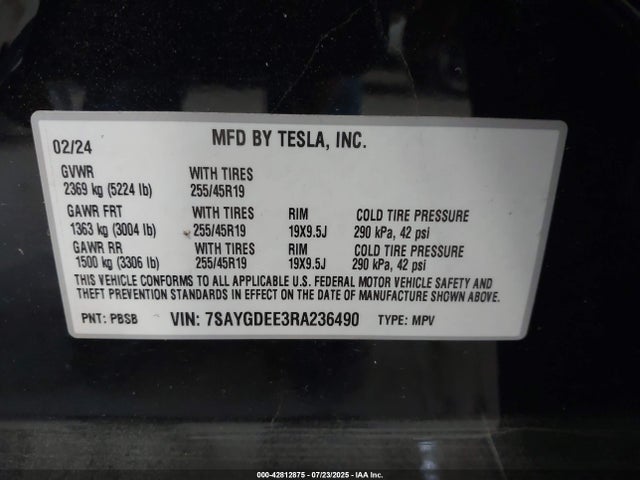 02/24 MFD BY TESLA, INC.
GVWR WITH TIRES
2369 kg (5224 lb) 255/45R19
GAWR FRT WITH TIRES RIM COLD TIRE PRESSURE
1363 kg (3004 lb) 255/45R19 19X9.5J 290 kPa, 42 psi
GAWR RR WITH TIRES RIM COLD TIRE PRESSURE
1500 kg (3306 lb) 255/45R19 19X9.5J 290 kPa, 42 psi
THIS VEHICLE CONFORMS TO ALL APPLICABLE U.S. FEDERAL MOTOR VEHICLE SAFETY AND
THEFT PREVENTION STANDARDS IN EFFECT ON THE DATE OF MANUFACTURE SHOWN ABOVE.
PNT: PBSB VIN: 7SAYGDEE3RA236490 TYPE: MPV
000-42812875 - 07/23/2025 - IAA Inc.